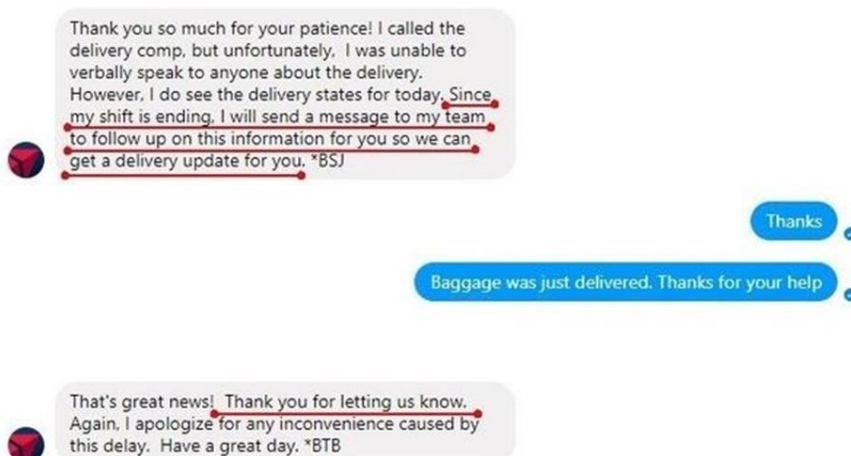 Thank you so much for your patience! I called the
delivery comp, but unfortunately,  I was unable to
verbally speak to anyone about the delivery.
However, I do see the delivery states for today. Since
my shift is ending, I will send a message to my team
to follow up on this information for you so we can
get a delivery update for you. *BSJ
Thanks
Baggage was just delivered. Thanks for your help
That's great news!  Thank you for letting us know.
Again, I apologize for any inconvenience caused by
this delay.  Have a great day. *BTB